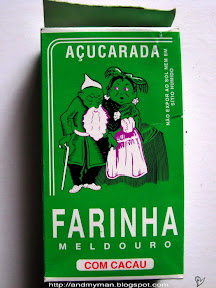 AÇUCARADA
NÃO EXPOR AO SOL NEM EM
SÍTIO HÚMIDO
FARINHA
MELDOURO
COM CACAU
http://andmyman.blogspot.com